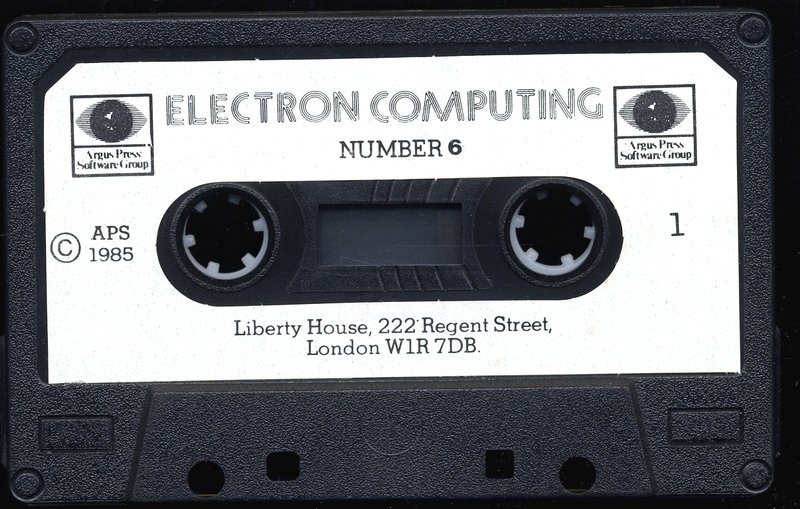 ELECTRON COMPUTING
NUMBER 6
Argus Press
Software Group
Argus Press
Software Group
© APS
1985
1
Liberty House, 222 Regent Street,
London W1R 7DB.